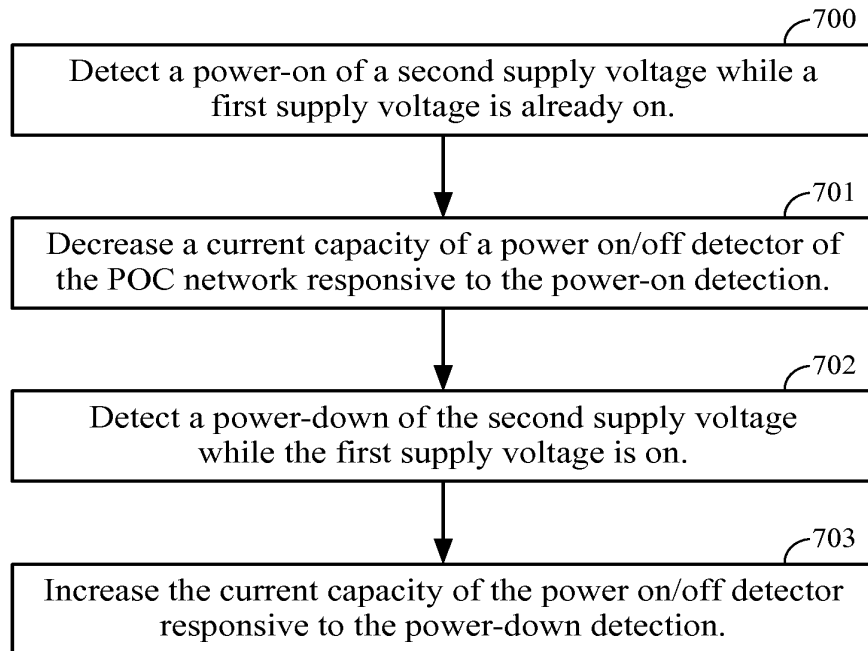 700
Detect a power-on of a second supply voltage while a
first supply voltage is already on.
701
Decrease a current capacity of a power on/off detector of
the POC network responsive to the power-on detection.
702
Detect a power-down of the second supply voltage
while the first supply voltage is on.
703
Increase the current capacity of the power on/off detector
responsive to the power-down detection.